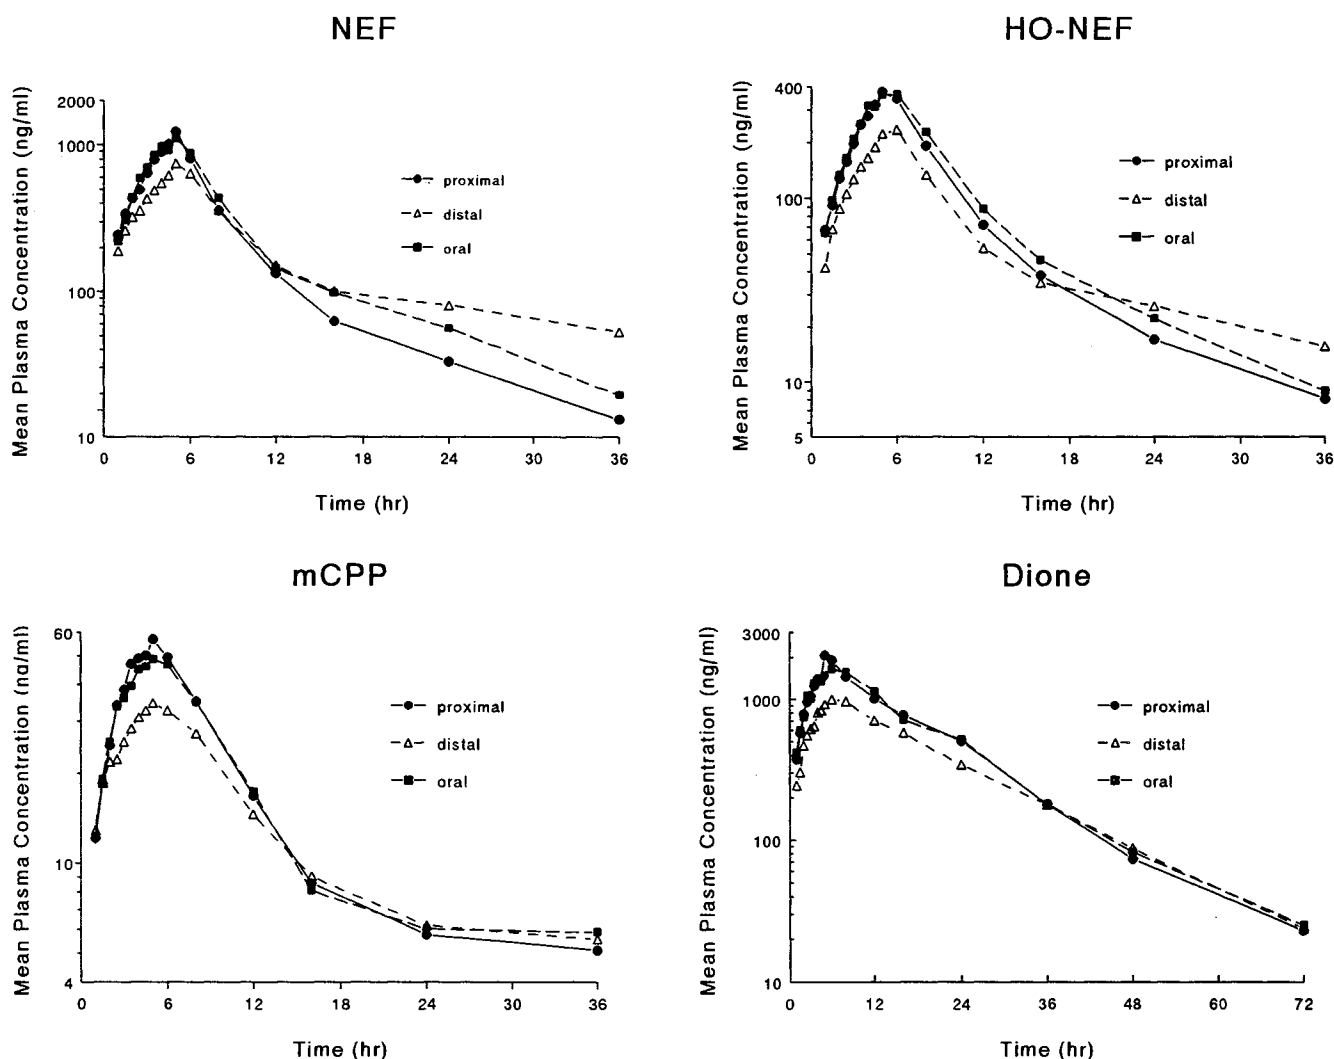 NEF
Mean Plasma Concentration (ng/ml)
2000
1000
300
100
30
10
0 6 12 18 24 30 36
Time (hr)
proximal
distal
oral
HO-NEF
Mean Plasma Concentration (ng/ml)
400
100
10
5
0 6 12 18 24 30 36
Time (hr)
proximal
distal
oral
mCPP
Mean Plasma Concentration (ng/ml)
60
10
4
0 6 12 18 24 30 36
Time (hr)
proximal
distal
oral
Dione
Mean Plasma Concentration (ng/ml)
3000
1000
100
10
0 12 24 36 48 60 72
Time (hr)
proximal
distal
oral